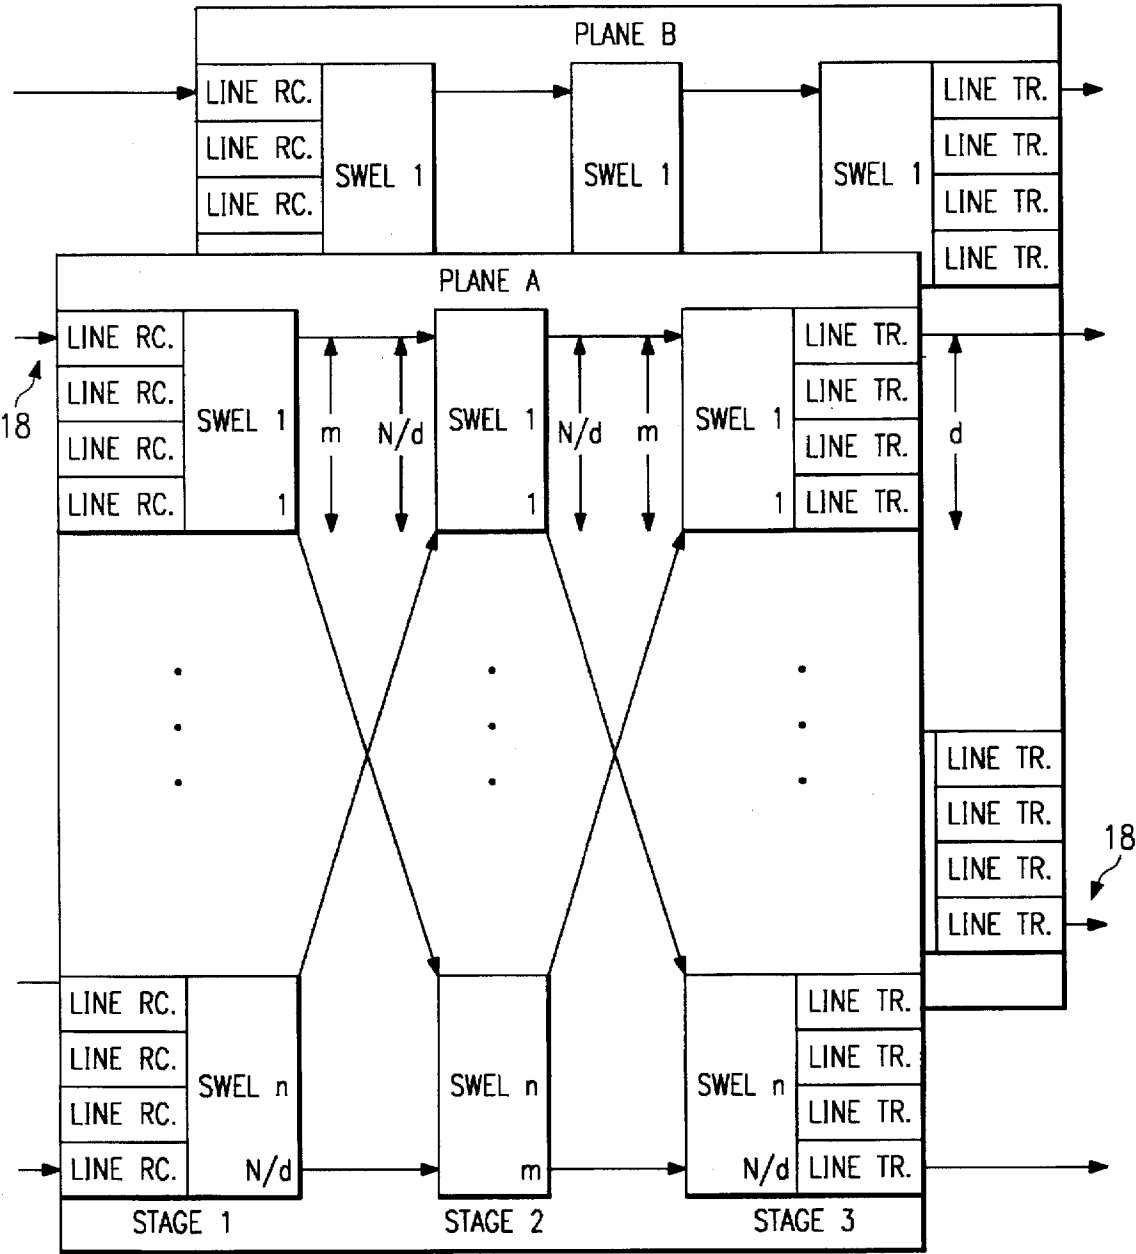 PLANE B
LINE RC. LINE TR.
LINE RC. LINE TR.
SWEL 1 SWEL 1 SWEL 1
LINE RC. LINE TR.
LINE TR.
PLANE A
LINE RC. LINE TR.
18
LINE RC. LINE TR.
SWEL 1 m N/d SWEL 1 N/d m SWEL 1 d
LINE RC. LINE TR.
LINE RC. 1 1 1 LINE TR.
LINE TR.
LINE TR.
18
LINE TR.
LINE TR.
LINE RC. LINE TR.
LINE RC. LINE TR.
SWEL n SWEL n SWEL n
LINE RC. LINE TR.
LINE RC. N/d m N/d LINE TR.
STAGE 1 STAGE 2 STAGE 3